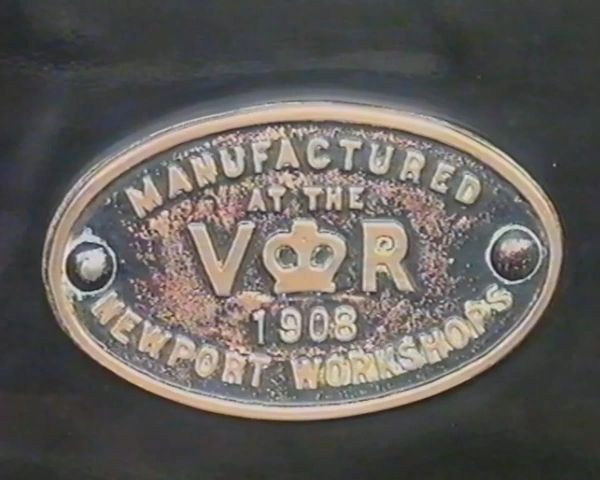 MANUFACTURED
AT THE
V R
1908
NEWPORT WORKSHOPS